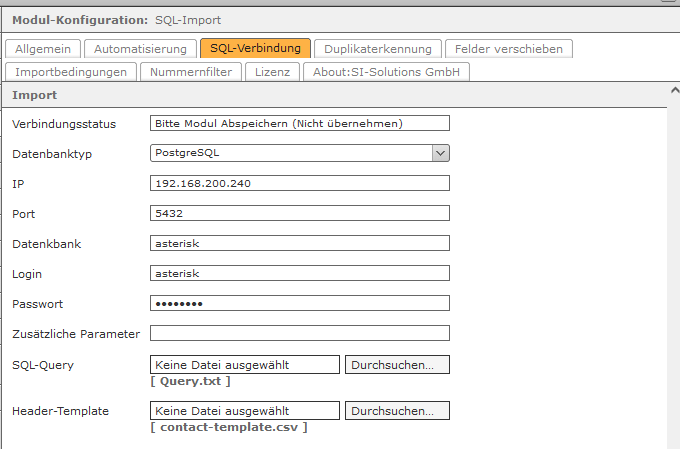 Modul-Konfiguration: SQL-Import
Allgemein Automatisierung SQL-Verbindung Duplikaterkennung Felder verschieben
Importbedingungen Nummernfilter Lizenz About:SI-Solutions GmbH
Import
Verbindungsstatus Bitte Modul Abspeichern (Nicht übernehmen)
Datenbanktyp PostgreSQL
IP 192.168.200.240
Port 5432
Datenkbank asterisk
Login asterisk
Passwort ••••••••
Zusätzliche Parameter
SQL-Query Keine Datei ausgewählt Durchsuchen...
[ Query.txt ]
Header-Template Keine Datei ausgewählt Durchsuchen...
[ contact-template.csv ]